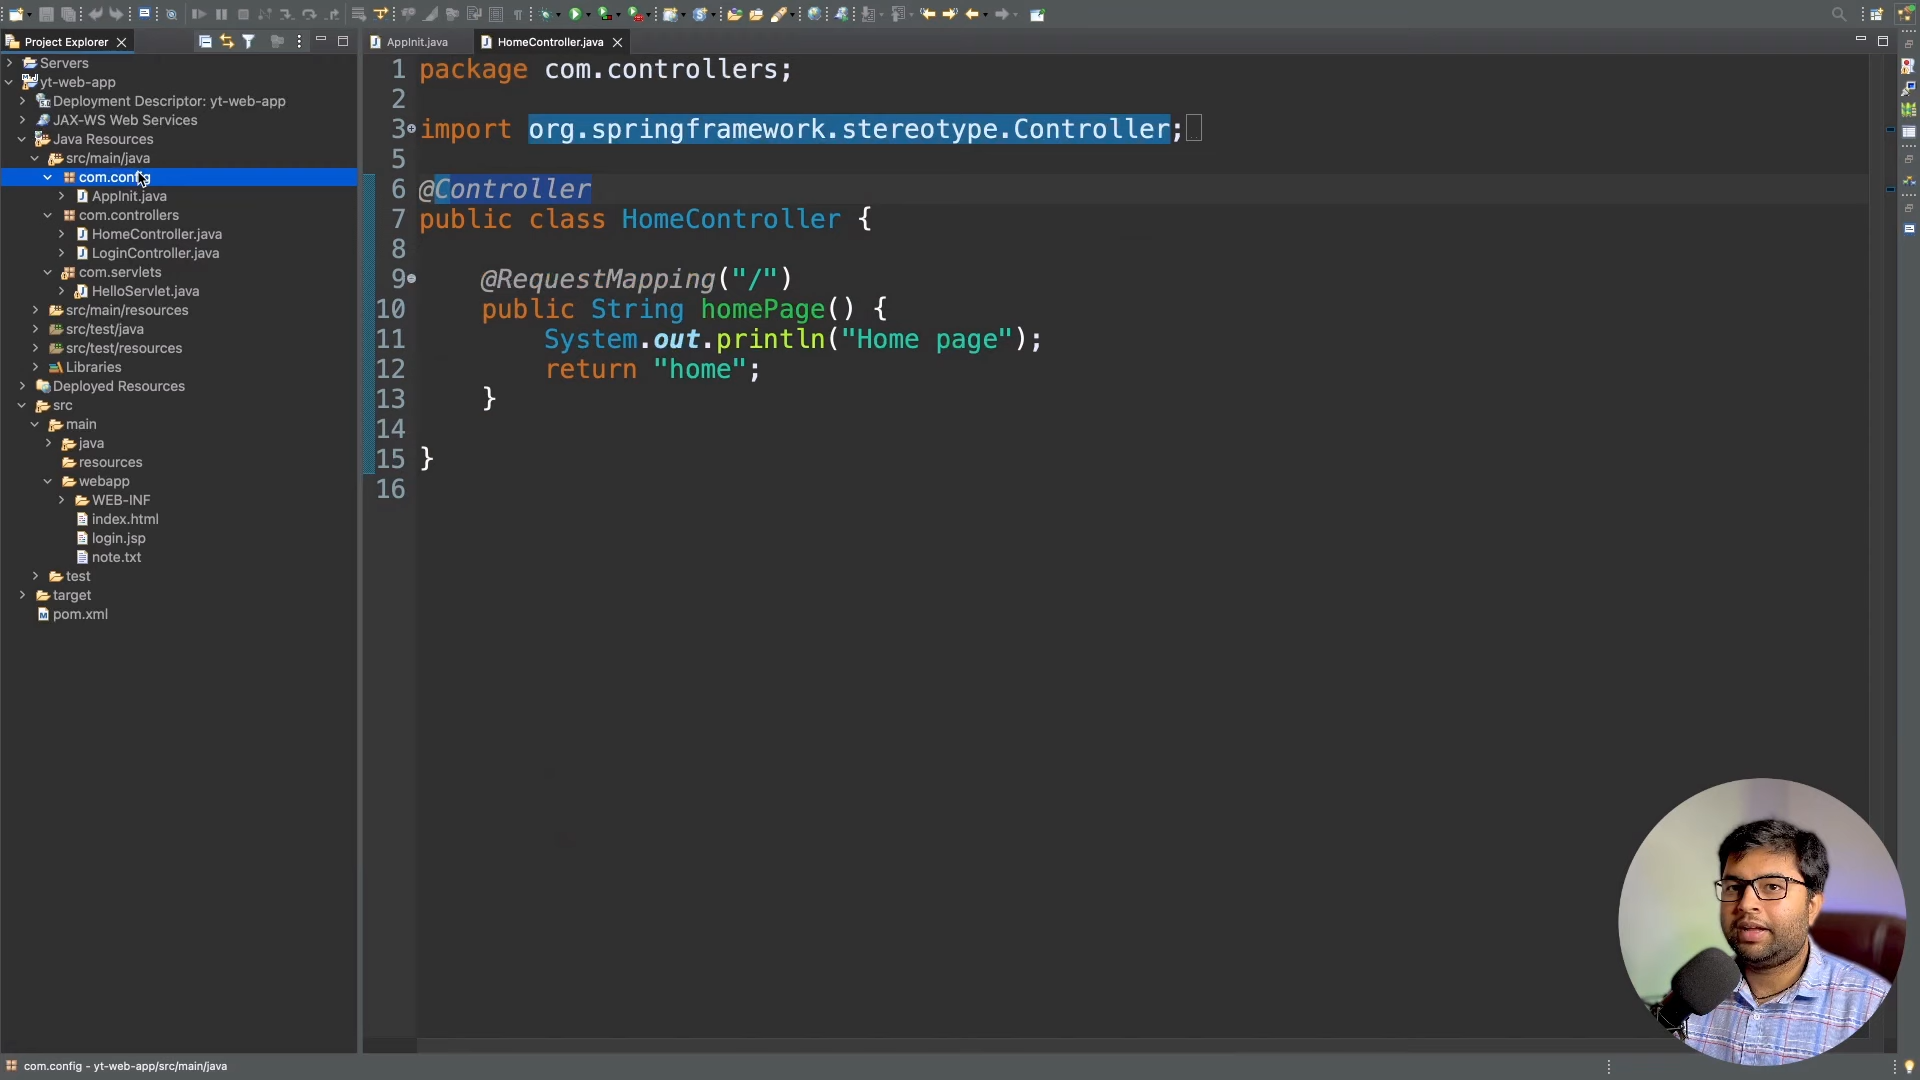 Project Explorer
Servers
yt-web-app
Deployment Descriptor: yt-web-app
JAX-WS Web Services
Java Resources
src/main/java
com.config
AppInit.java
com.controllers
HomeController.java
LoginController.java
com.servlets
HelloServlet.java
src/main/resources
src/test/java
src/test/resources
Libraries
Deployed Resources
src
main
java
resources
webapp
WEB-INF
index.html
login.jsp
note.txt
test
target
pom.xml
AppInit.java
HomeController.java
1 package com.controllers;
2
3 import org.springframework.stereotype.Controller;
5
6 @Controller
7 public class HomeController {
8
9 @RequestMapping("/")
10 public String homePage() {
11 System.out.println("Home page");
12 return "home";
13 }
14
15 }
16
com.config - yt-web-app/src/main/java